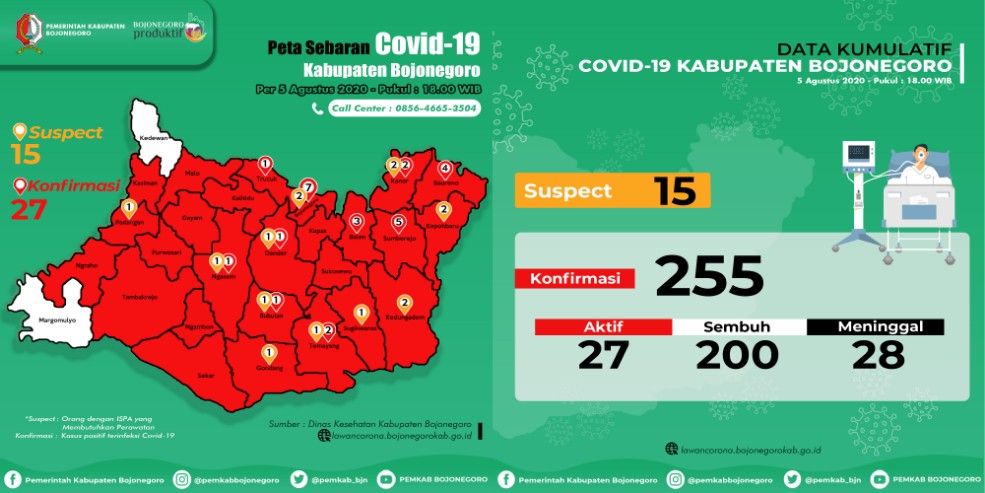 PEMERINTAH KABUPATEN
BOJONEGORO
BOJONEGORO
produktif
Peta Sebaran Covid-19
Kabupaten Bojonegoro
Per 5 Agustus 2020 - Pukul : 18.00 WIB
Call Center : 0856-4665-3504
Suspect
15
Konfirmasi
27
Kedewan
Kasiman
Malo
Trucuk
1
Kalitidu
7
2
Kanor
2
2
Baureno
4
Padangan
1
Gayam
Kapas
Balen
3
Sumberejo
5
Kepohbaru
2
Purwosari
Ngasem
1
1
Dander
1
1
Sukosewu
Ngraho
Tambakrejo
Margomulyo
Ngambon
Bubulan
1
1
Temayang
1
2
Sugihwaras
1
Kedungadem
2
Sekar
Gondang
1
*Suspect : Orang dengan ISPA yang
Membutuhkan Perawatan
Konfirmasi : Kasus positif terinfeksi Covid-19
Sumber : Dinas Kesehatan Kabupaten Bojonegoro
lawancorona.bojonegorokab.go.id
Pemerintah Kabupaten Bojonegoro
@pemkabbojonegoro
@pemkab_bjn
PEMKAB BOJONEGORO
DATA KUMULATIF
COVID-19 KABUPATEN BOJONEGORO
5 Agustus 2020 - Pukul : 18.00 WIB
Suspect 15
Konfirmasi 255
Aktif Sembuh Meninggal
27 200 28
lawancorona.bojonegorokab.go.id
Pemerintah Kabupaten Bojonegoro
@pemkabbojonegoro
@pemkab_bjn
PEMKAB BOJONEGORO